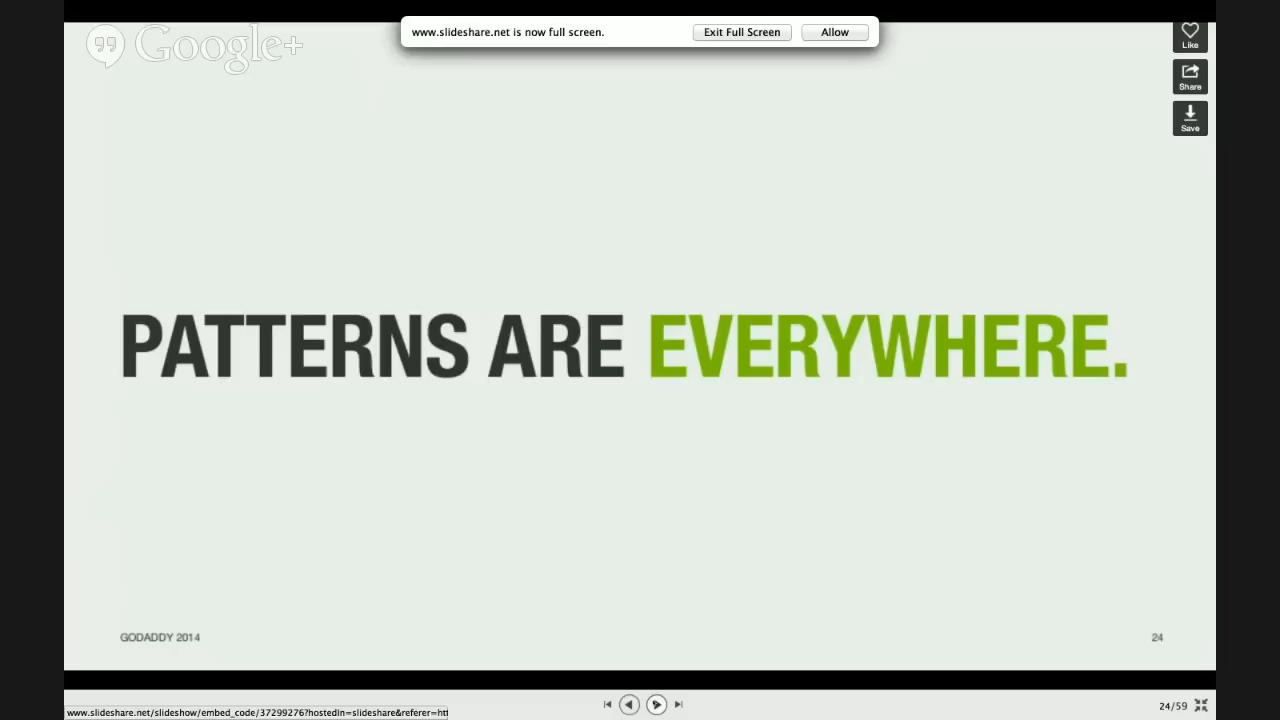 Google+
www.slideshare.net is now full screen.
Exit Full Screen
Allow
Like
Share
Save
PATTERNS ARE EVERYWHERE.
GODADDY 2014
24
www.slideshare.net/slideshow/embed_code/37299276?hostedIn=slideshare&referer=htt
24/59